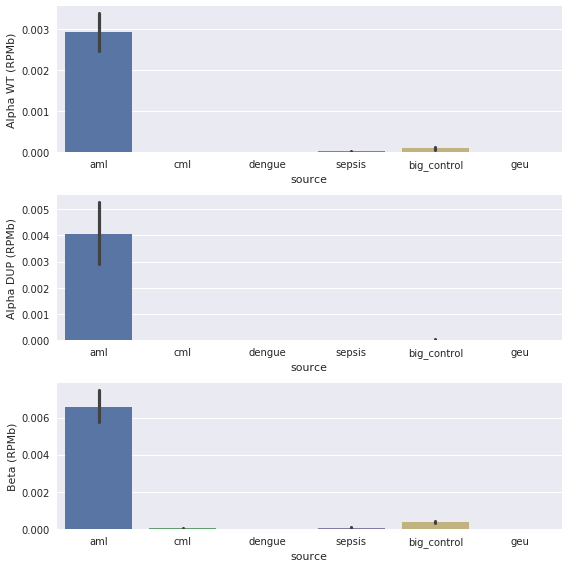 Alpha WT (RPMb)
0.003
0.002
0.001
0.000
aml cml dengue sepsis big_control geu
source
Alpha DUP (RPMb)
0.005
0.004
0.003
0.002
0.001
0.000
aml cml dengue sepsis big_control geu
source
Beta (RPMb)
0.006
0.004
0.002
0.000
aml cml dengue sepsis big_control geu
source